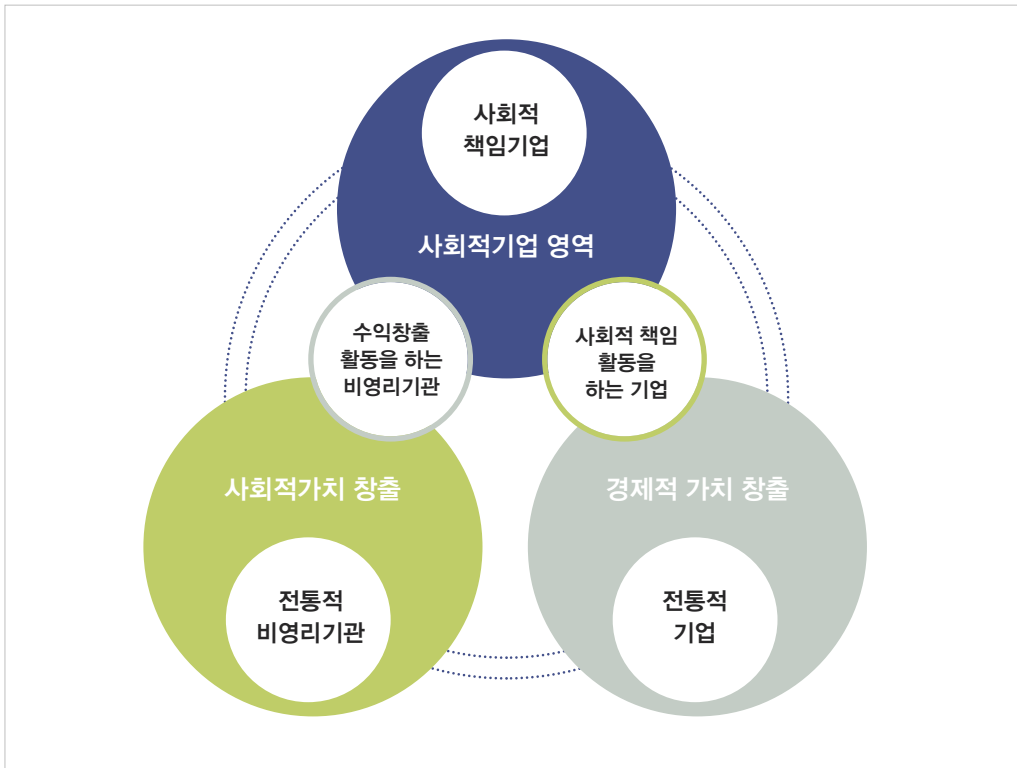 사회적
책임기업
사회적기업 영역
수익창출
활동을 하는
비영리기관
사회적 책임
활동을
하는 기업
사회적가치 창출
경제적 가치 창출
전통적
비영리기관
전통적
기업